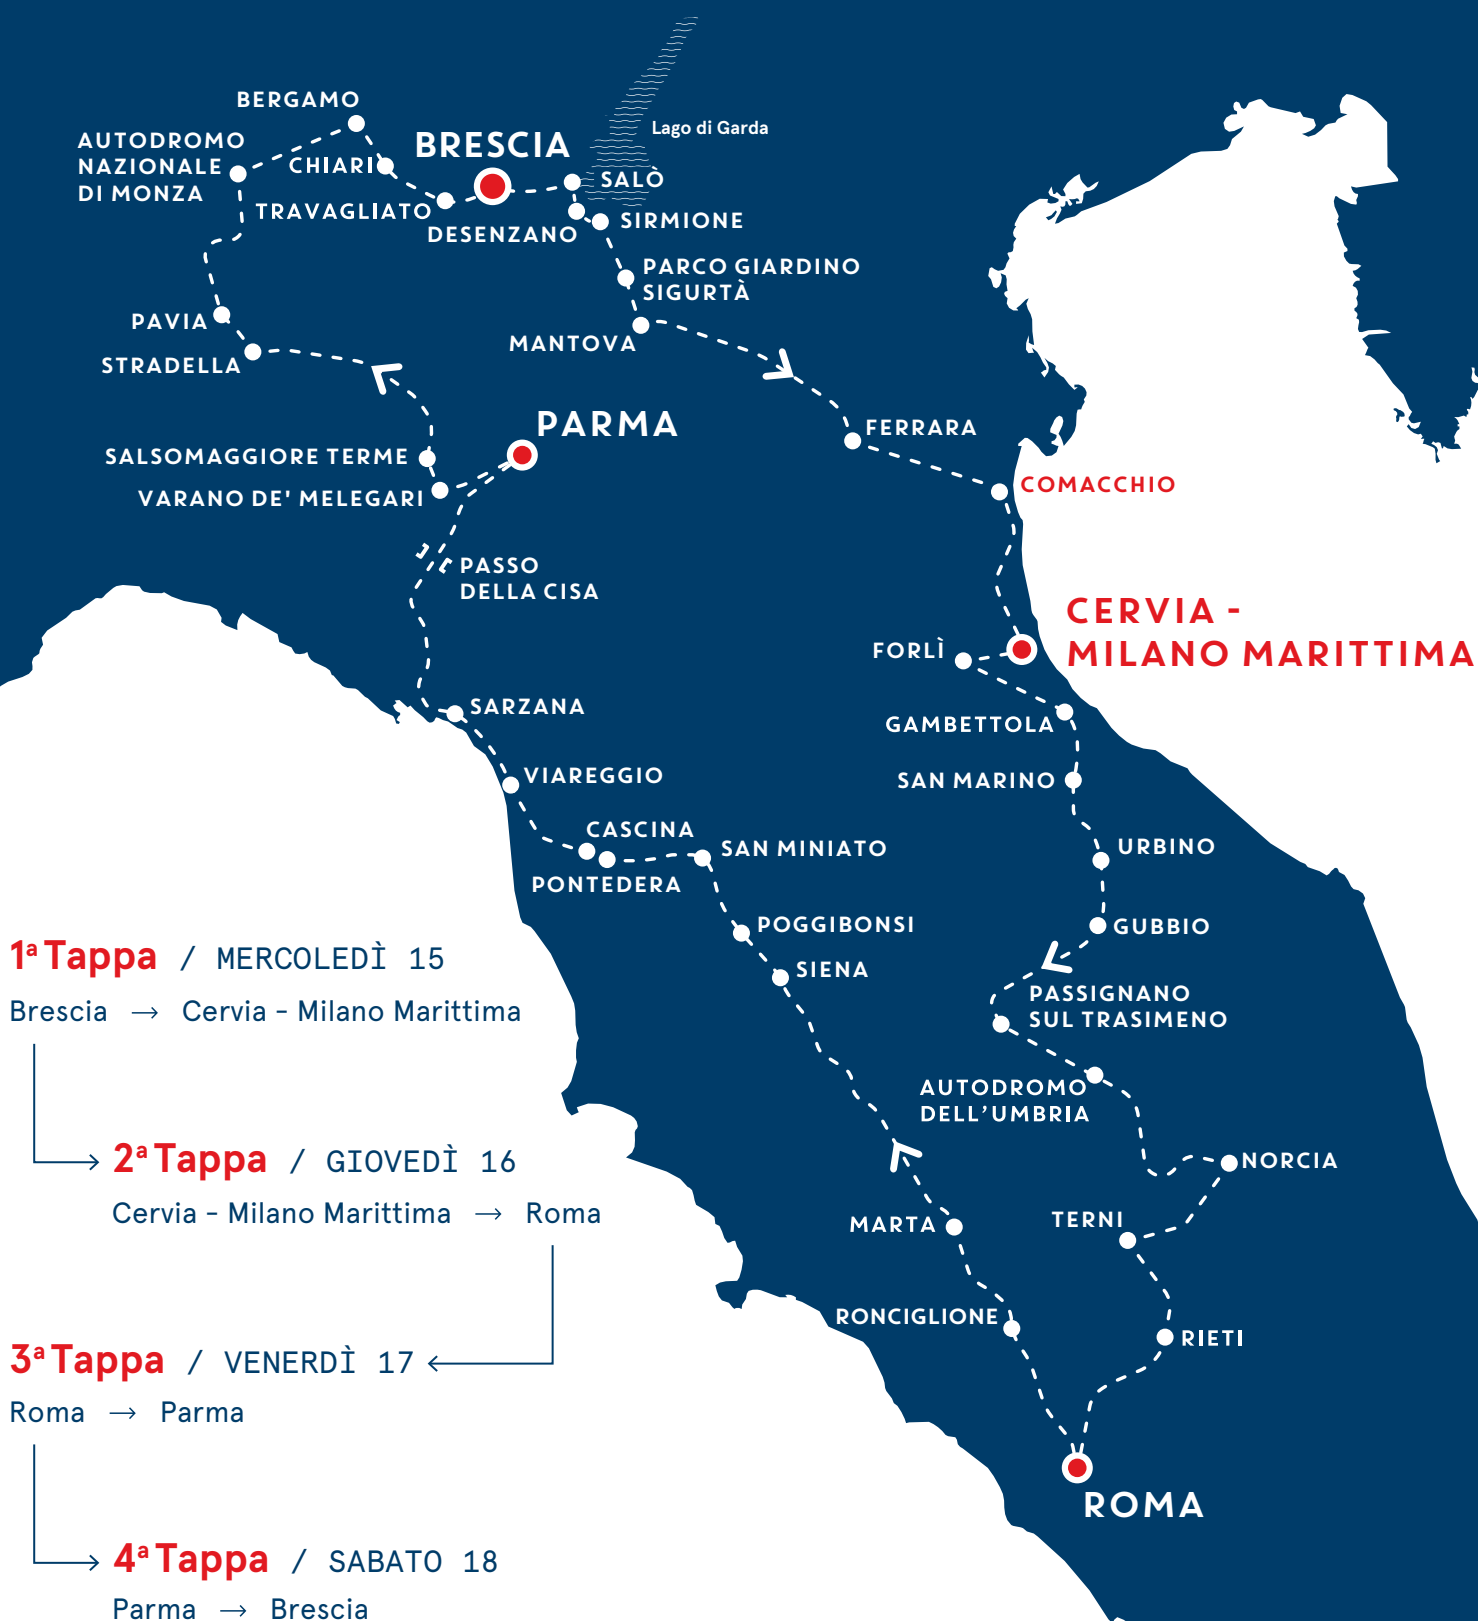 BERGAMO
AUTODROMO
NAZIONALE
DI MONZA
CHIARI
BRESCIA
Lago di Garda
TRAVAGLIATO
SALÒ
DESENZANO
SIRMIONE
PARCO GIARDINO
SIGURTÀ
PAVIA
MANTOVA
STRADELLA
PARMA
FERRARA
SALSOMAGGIORE TERME
VARANO DE' MELEGARI
COMACCHIO
PASSO
DELLA CISA
CERVIA -
MILANO MARITTIMA
FORLÌ
SARZANA
GAMBETTOLA
VIAREGGIO
SAN MARINO
CASCINA
SAN MINIATO
URBINO
PONTEDERA
POGGIBONSI
GUBBIO
SIENA
PASSIGNANO
SUL TRASIMENO
AUTODROMO
DELL'UMBRIA
NORCIA
MARTA
TERNI
RONCIGLIONE
RIETI
ROMA
1ª Tappa / MERCOLEDÌ 15
Brescia → Cervia - Milano Marittima
2ª Tappa / GIOVEDÌ 16
Cervia - Milano Marittima → Roma
3ª Tappa / VENERDÌ 17
Roma → Parma
4ª Tappa / SABATO 18
Parma → Brescia